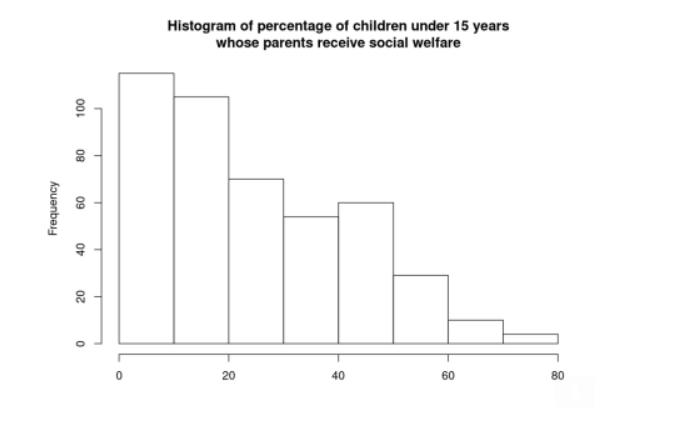 Histogram of percentage of children under 15 years
whose parents receive social welfare
Frequency
100
80
60
40
20
0
0 20 40 60 80